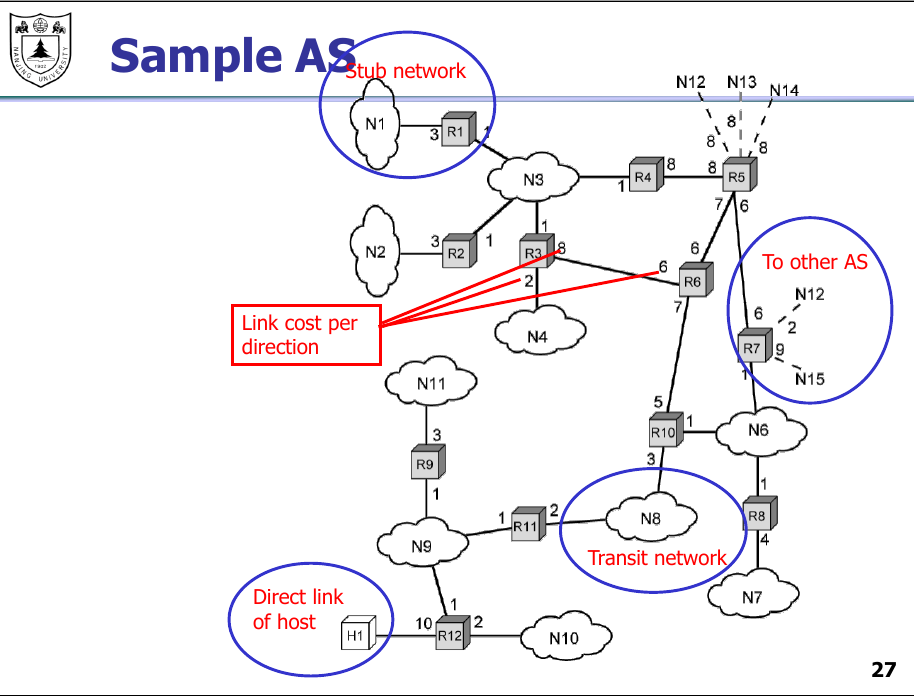 NANJING UNIVERSITY
1902
Sample AS
Stub network
N12 N13 N14
8 8 8
N1 3 R1 1
N3 1 R4 8 8 R5
7 6
N2 3 R2 1
1 R3 8
2
6 6 R6
7
To other AS
N12
6 2
R7 9
1 N15
Link cost per
direction
N4
N11
5
R10 1 N6
3
3
R9
1
1
R8
4
N9 1 R11 2 N8
Transit network
N7
Direct link
of host
1
H1 10 R12 2 N10
27